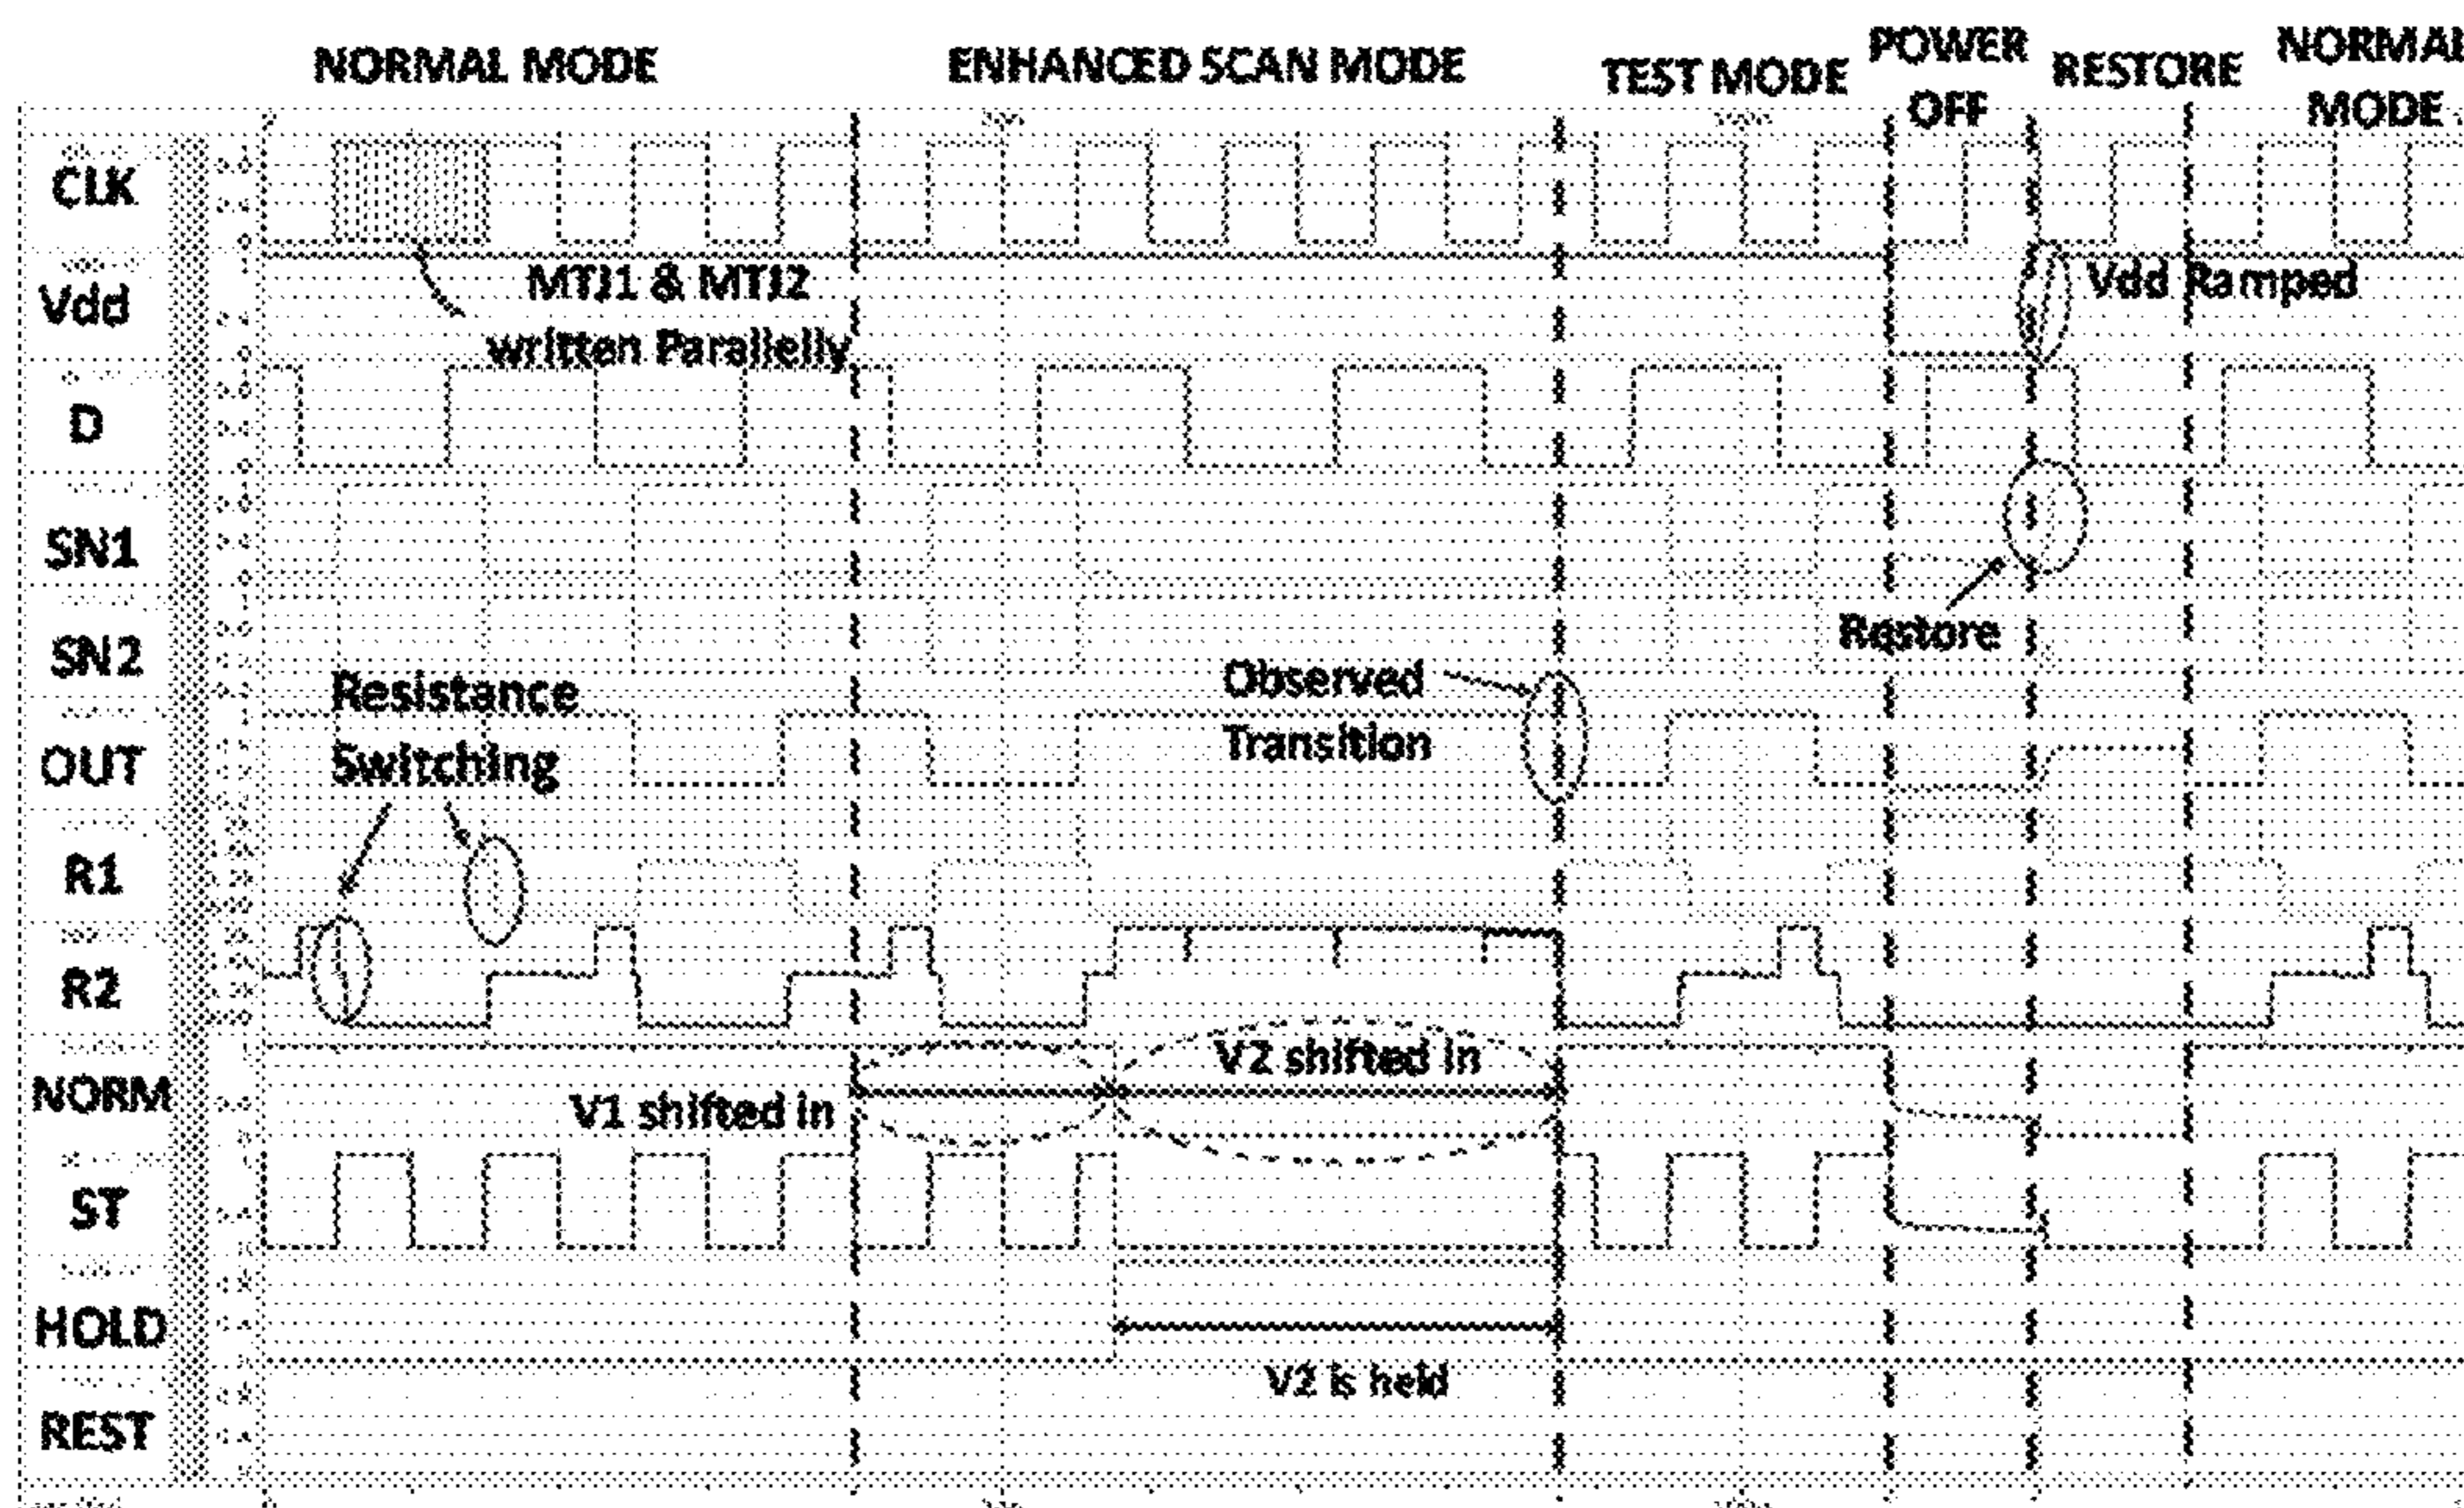 NORMAL MODE
ENHANCED SCAN MODE
TEST MODE
POWER
OFF
RESTORE
NORMAL
MODE
CLK
Vdd
MTJ1 & MTJ2
written Parallelly
Vdd Ramped
D
SN1
Restore
SN2
Resistance
Switching
Observed
Transition
OUT
R1
R2
NORM
V1 shifted in
V2 shifted in
ST
HOLD
V2 is held
REST